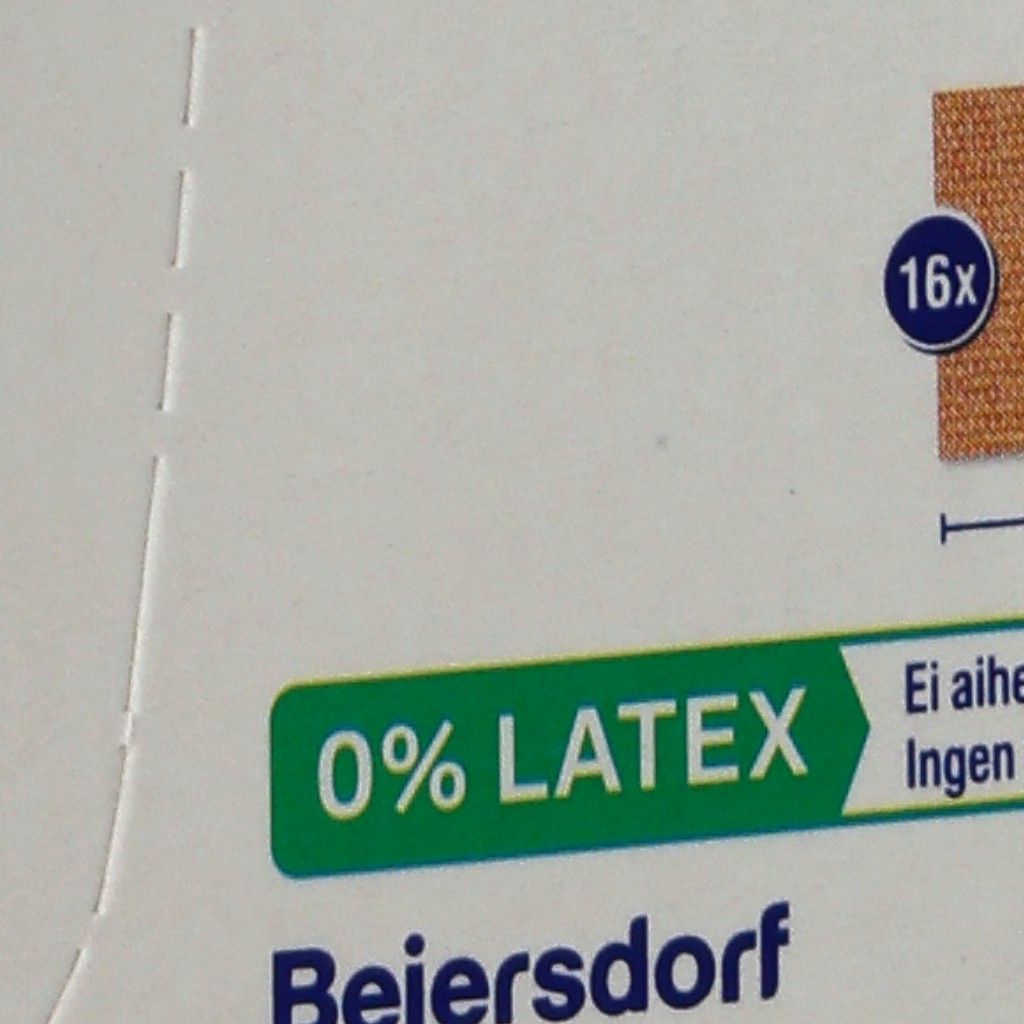 16x
0% LATEX
Ei aihe
Ingen
Beiersdorf